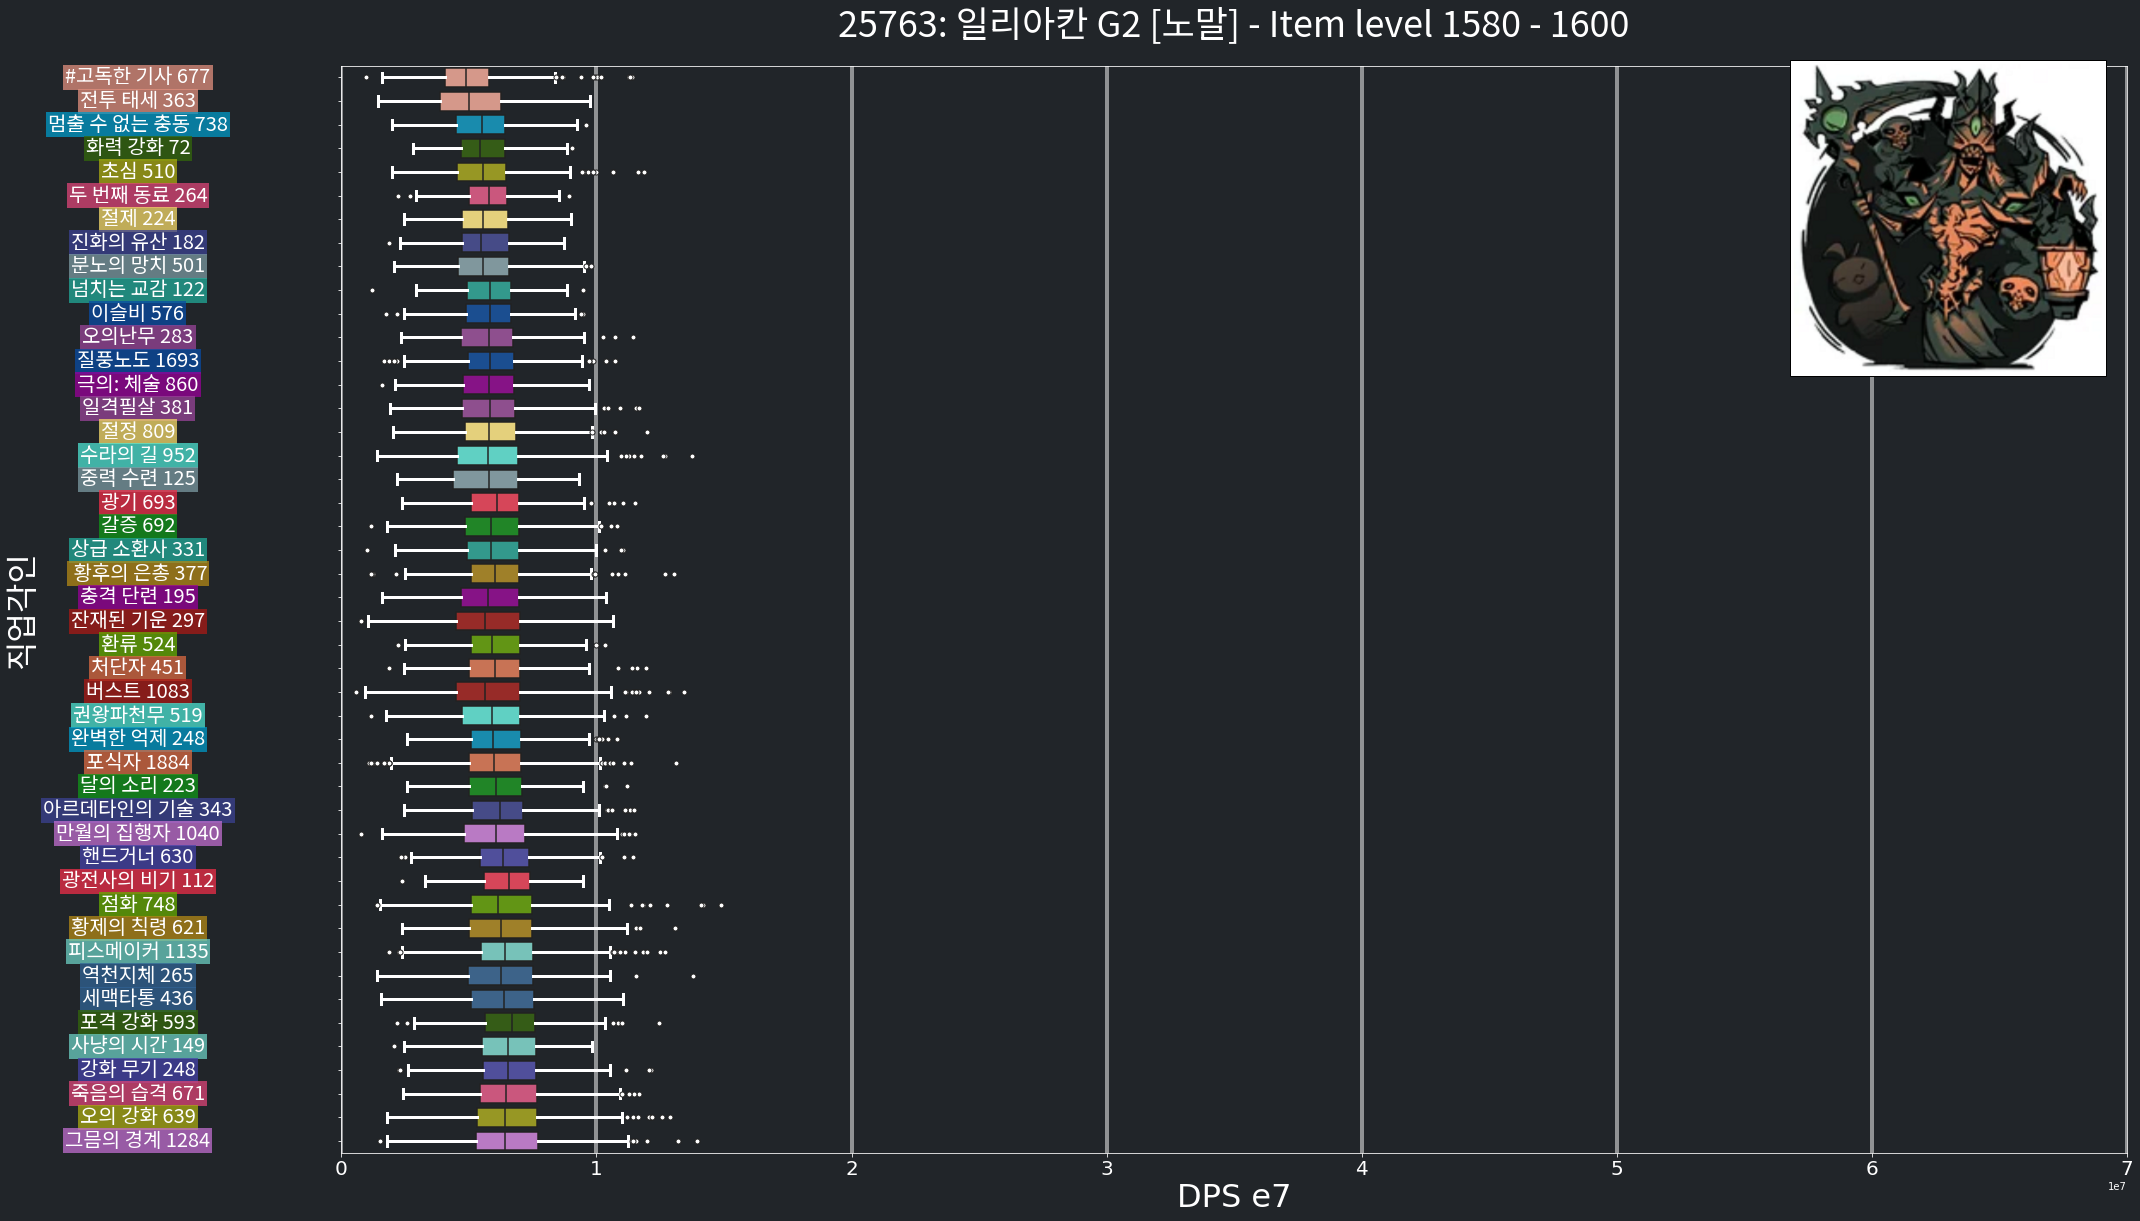 25763: 일리아칸 G2 [노말] - Item level 1580 - 1600
#고독한 기사 677
전투 태세 363
멈출 수 없는 충동 738
화력 강화 72
초심 510
두 번째 동료 264
절제 224
진화의 유산 182
분노의 망치 501
넘치는 교감 122
이슬비 576
오의난무 283
질풍노도 1693
극의: 체술 860
일격필살 381
절정 809
수라의 길 952
중력 수련 125
광기 693
갈증 692
상급 소환사 331
황후의 은총 377
충격 단련 195
잔재된 기운 297
환류 524
처단자 451
버스트 1083
권왕파천무 519
완벽한 억제 248
포식자 1884
달의 소리 223
아르데타인의 기술 343
만월의 집행자 1040
핸드거너 630
광전사의 비기 112
점화 748
황제의 칙령 621
피스메이커 1135
역천지체 265
세맥타통 436
포격 강화 593
사냥의 시간 149
강화 무기 248
죽음의 습격 671
오의 강화 639
그믐의 경계 1284
직업각인
0 1 2 3 4 5 6 7
DPS e7
1e7